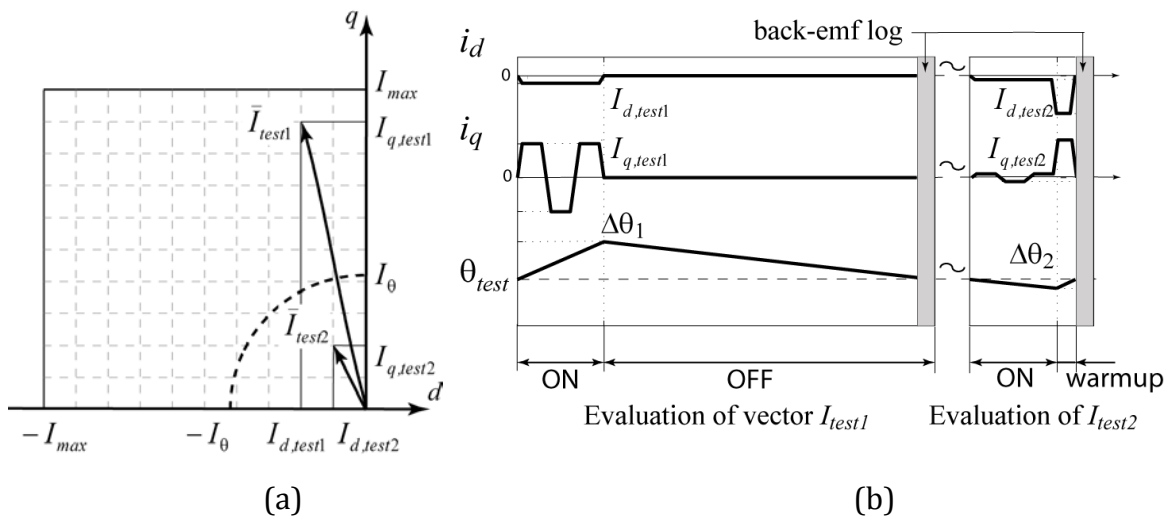 q
I_max
Ī_test1
I_q,test1
I_θ
Ī_test2
I_q,test2
d
−I_max
−I_θ
I_d,test1
I_d,test2
(a)
back-emf log
i_d
0
I_d,test1
I_d,test2
i_q
0
I_q,test1
I_q,test2
Δθ_1
Δθ_2
θ_test
~
~
~
ON
OFF
ON
warmup
Evaluation of vector I_test1
Evaluation of I_test2
(b)